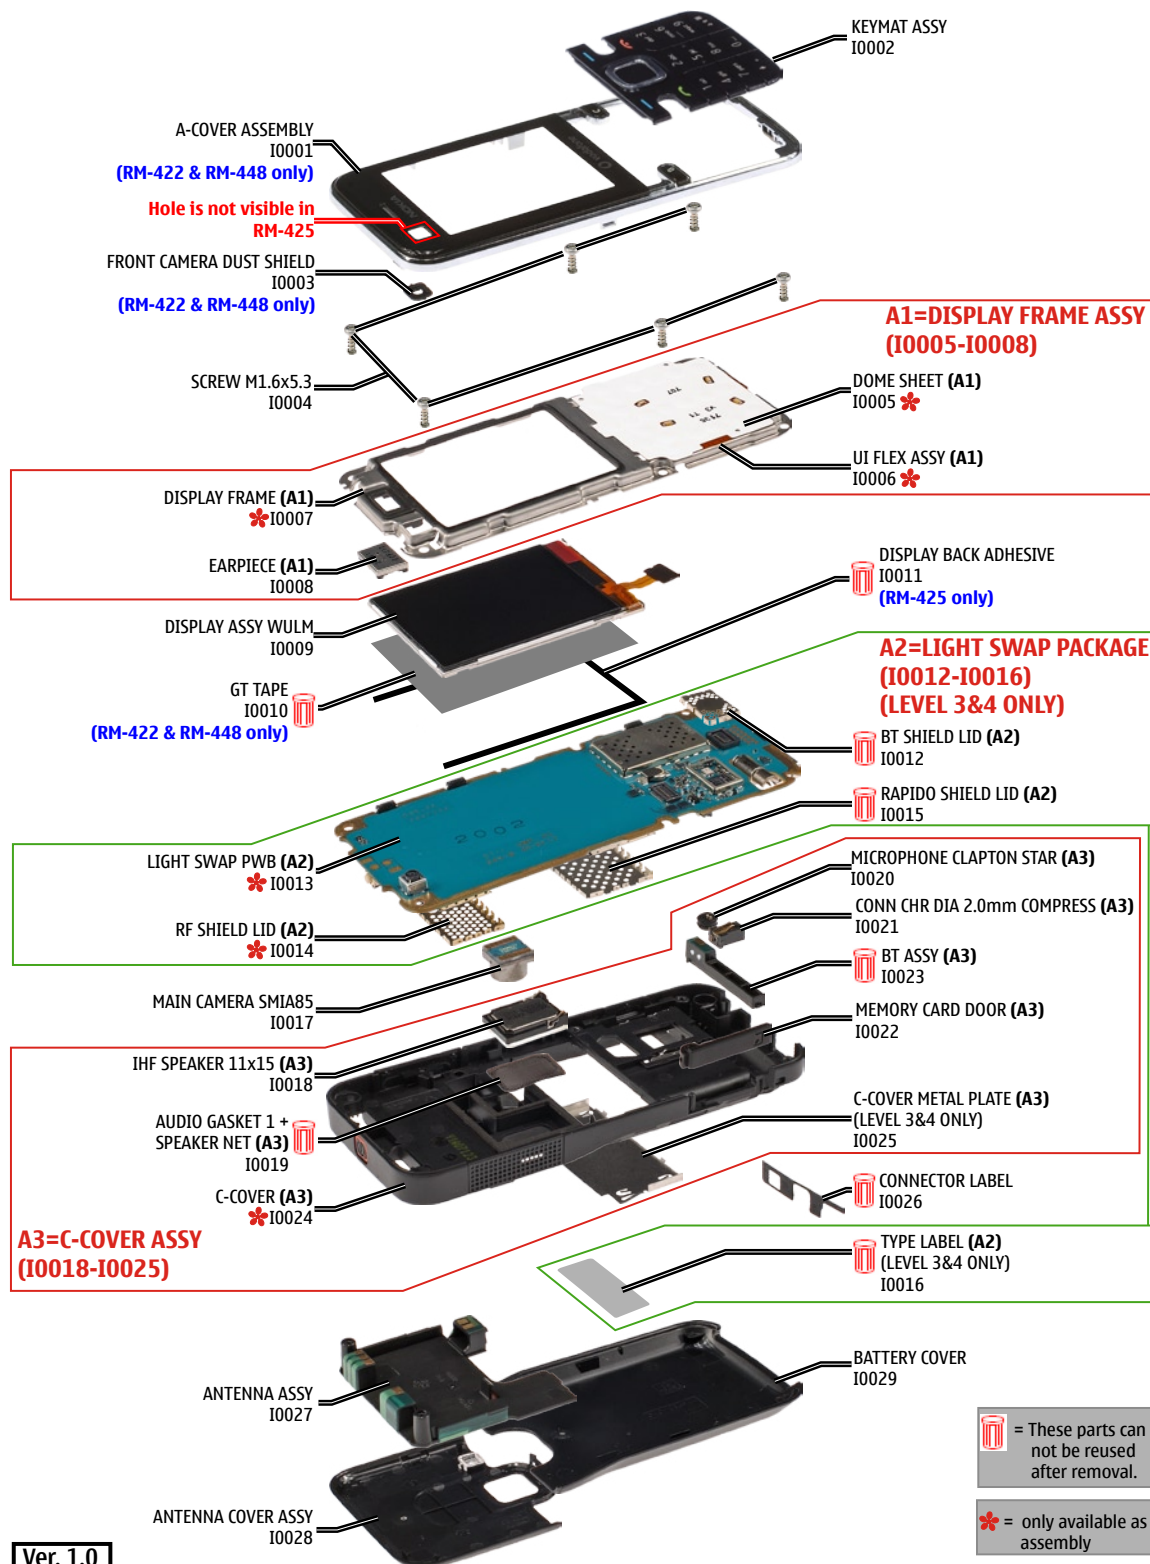 KEYMAT ASSY
I0002
A-COVER ASSEMBLY
I0001
(RM-422 & RM-448 only)
Hole is not visible in
RM-425
FRONT CAMERA DUST SHIELD
I0003
(RM-422 & RM-448 only)
SCREW M1.6x5.3
I0004
A1=DISPLAY FRAME ASSY
(I0005-I0008)
DOME SHEET (A1)
I0005
UI FLEX ASSY (A1)
I0006
DISPLAY FRAME (A1)
I0007
EARPIECE (A1)
I0008
DISPLAY ASSY WULM
I0009
DISPLAY BACK ADHESIVE
I0011
(RM-425 only)
GT TAPE
I0010
(RM-422 & RM-448 only)
A2=LIGHT SWAP PACKAGE
(I0012-I0016)
(LEVEL 3&4 ONLY)
BT SHIELD LID (A2)
I0012
RAPIDO SHIELD LID (A2)
I0015
2002
LIGHT SWAP PWB (A2)
I0013
RF SHIELD LID (A2)
I0014
MICROPHONE CLAPTON STAR (A3)
I0020
CONN CHR DIA 2.0mm COMPRESS (A3)
I0021
BT ASSY (A3)
I0023
MAIN CAMERA SMIA85
I0017
MEMORY CARD DOOR (A3)
I0022
IHF SPEAKER 11x15 (A3)
I0018
AUDIO GASKET 1 +
SPEAKER NET (A3)
I0019
C-COVER METAL PLATE (A3)
(LEVEL 3&4 ONLY)
I0025
C-COVER (A3)
I0024
CONNECTOR LABEL
I0026
A3=C-COVER ASSY
(I0018-I0025)
TYPE LABEL (A2)
(LEVEL 3&4 ONLY)
I0016
ANTENNA ASSY
I0027
BATTERY COVER
I0029
ANTENNA COVER ASSY
I0028
= These parts can
not be reused
after removal.
= only available as
assembly
Ver. 1.0